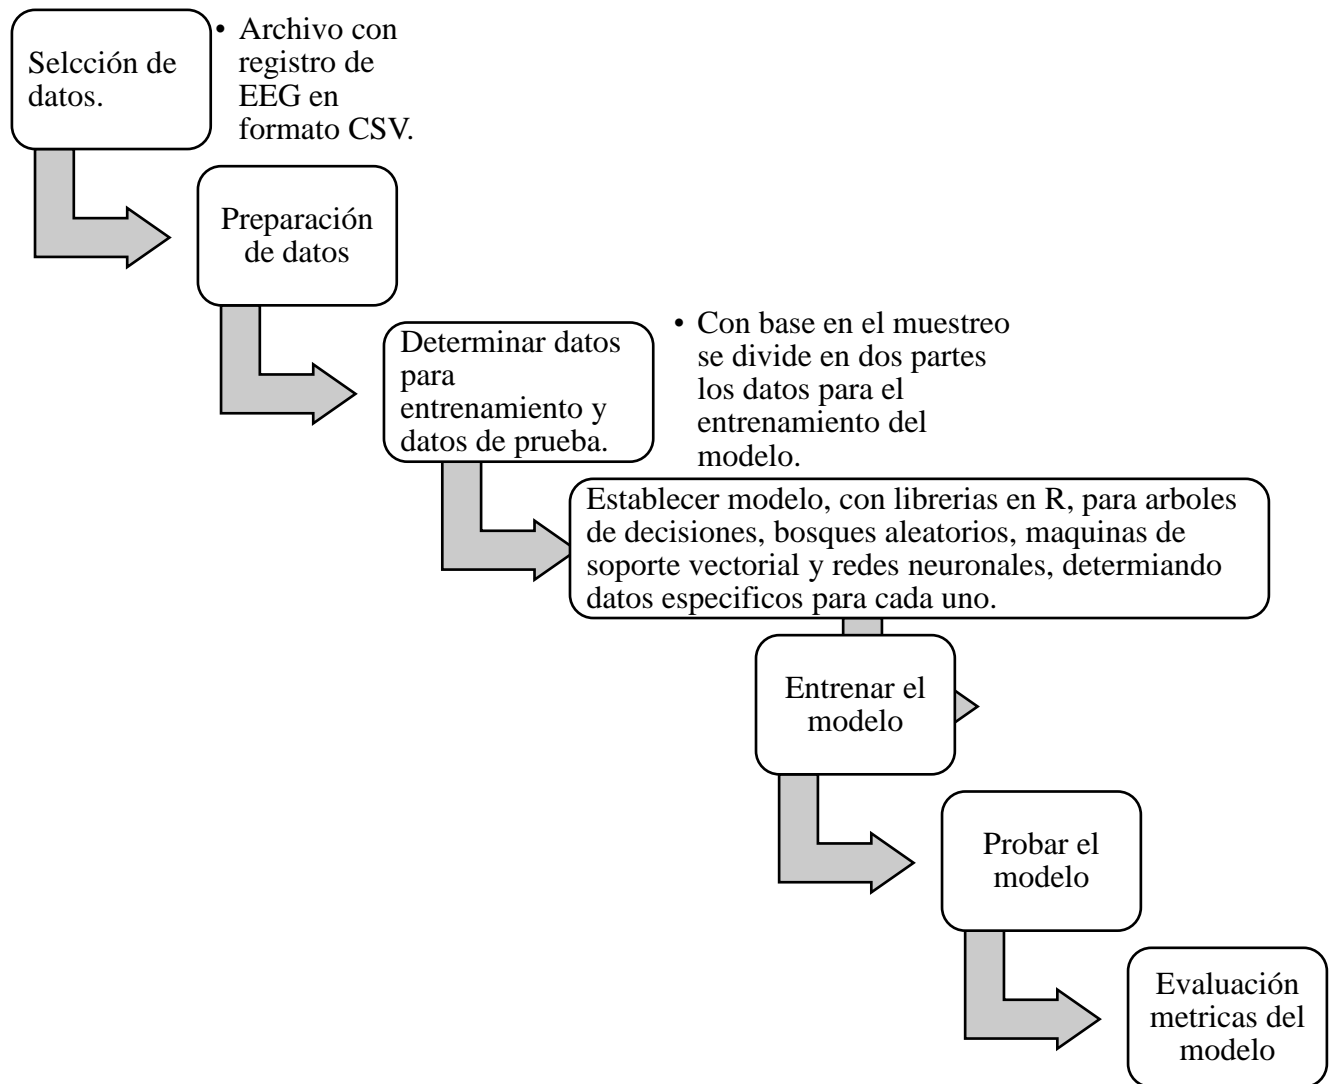 Selcción de
datos.
• Archivo con
registro de
EEG en
formato CSV.
Preparación
de datos
Determinar datos
para
entrenamiento y
datos de prueba.
• Con base en el muestreo
se divide en dos partes
los datos para el
entrenamiento del
modelo.
Establecer modelo, con librerias en R, para arboles
de decisiones, bosques aleatorios, maquinas de
soporte vectorial y redes neuronales, determiando
datos especificos para cada uno.
Entrenar el
modelo
Probar el
modelo
Evaluación
metricas del
modelo